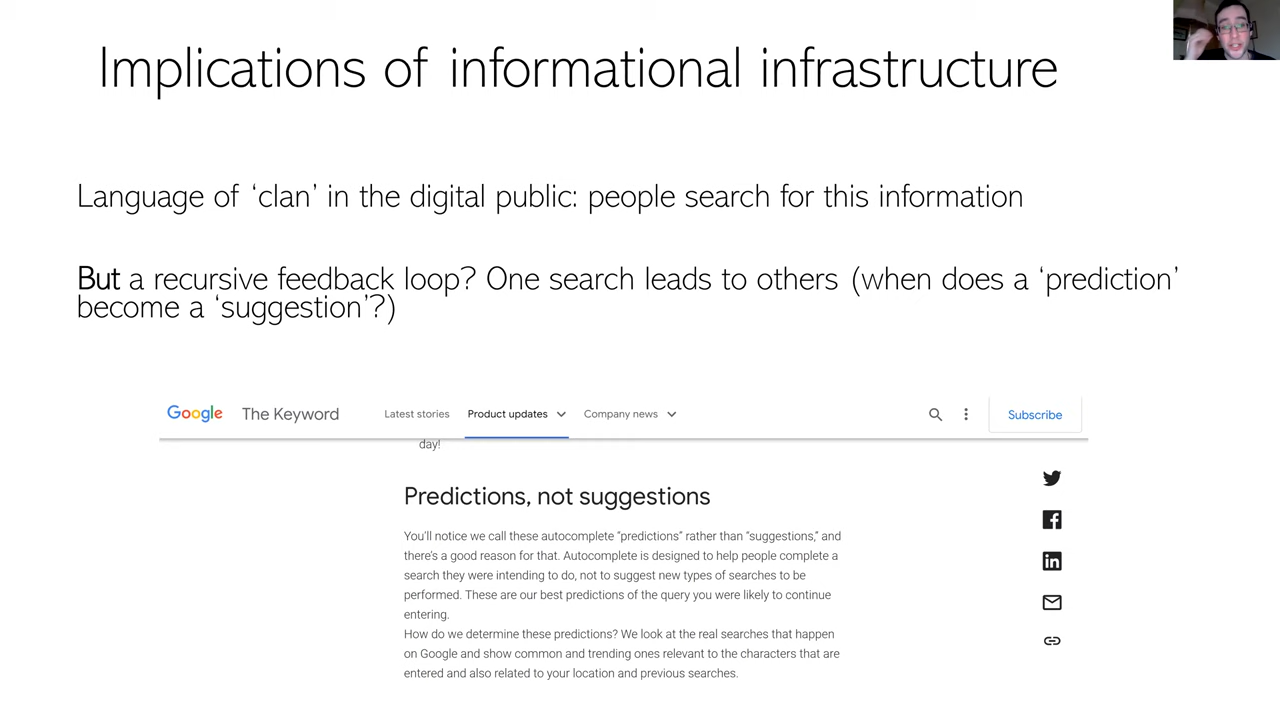 Implications of informational infrastructure
Language of ‘clan’ in the digital public: people search for this information
But a recursive feedback loop? One search leads to others (when does a ‘prediction’
become a ‘suggestion’?)
Google The Keyword Latest stories Product updates Company news Subscribe
day!
Predictions, not suggestions
You'll notice we call these autocomplete “predictions” rather than “suggestions,” and
there's a good reason for that. Autocomplete is designed to help people complete a
search they were intending to do, not to suggest new types of searches to be
performed. These are our best predictions of the query you were likely to continue
entering.
How do we determine these predictions? We look at the real searches that happen
on Google and show common and trending ones relevant to the characters that are
entered and also related to your location and previous searches.